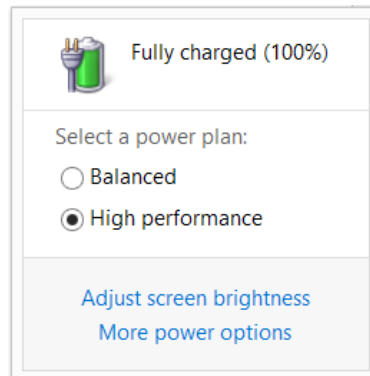 Fully charged (100%)
Select a power plan:
Balanced
High performance
Adjust screen brightness
More power options